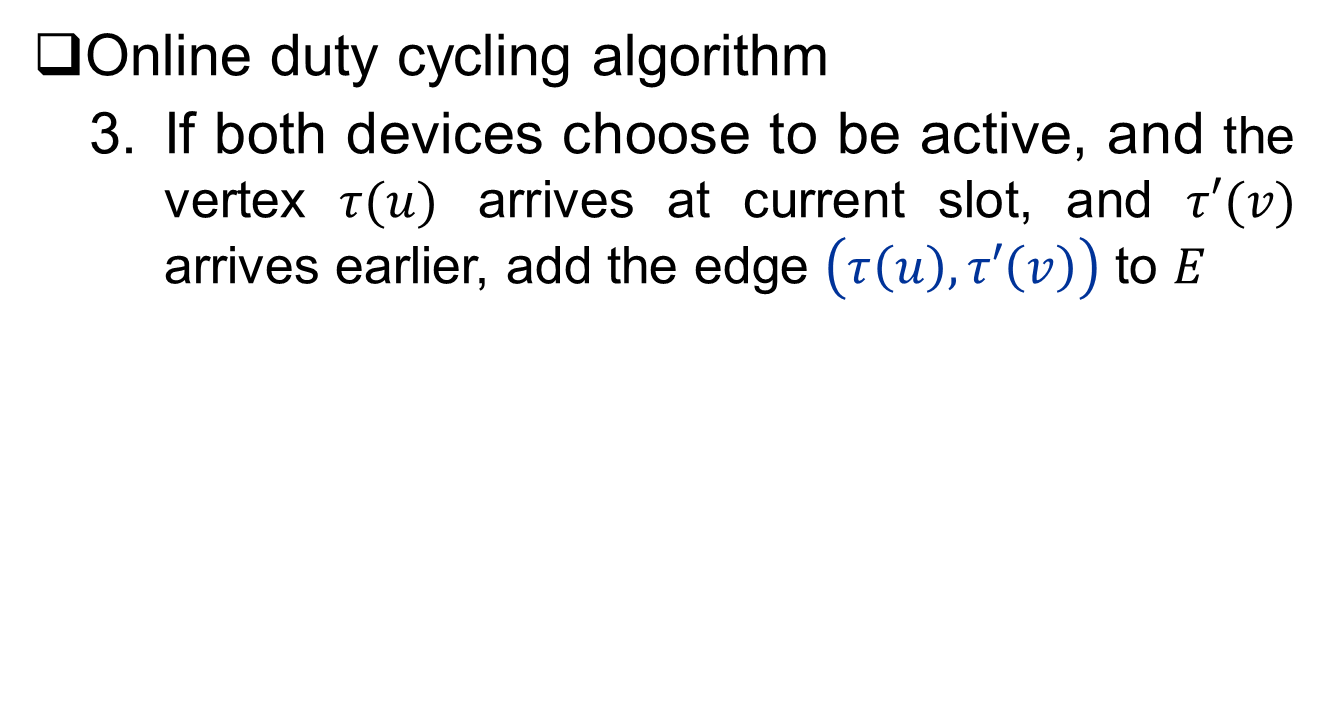 ❑Online duty cycling algorithm
3. If both devices choose to be active, and the
vertex τ(u) arrives at current slot, and τ′(v)
arrives earlier, add the edge (τ(u), τ′(v)) to E